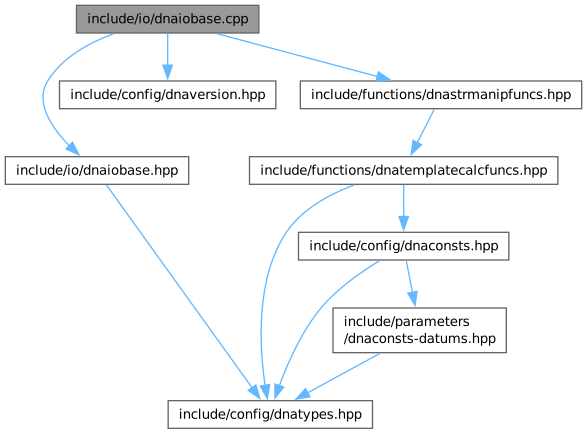 include/io/dnaiobase.cpp
include/config/dnaversion.hpp
include/functions/dnastrmanipfuncs.hpp
include/io/dnaiobase.hpp
include/functions/dnatemplatecalcfuncs.hpp
include/config/dnaconsts.hpp
include/parameters
/dnaconsts-datums.hpp
include/config/dnatypes.hpp